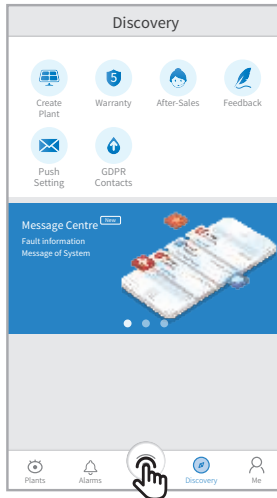 Discovery
5
Create
Plant
Warranty
After-Sales
Feedback
Push
Setting
GDPR
Contacts
Message Centre New
Fault information
Message of System
Plants
Alarms
Discovery
Me